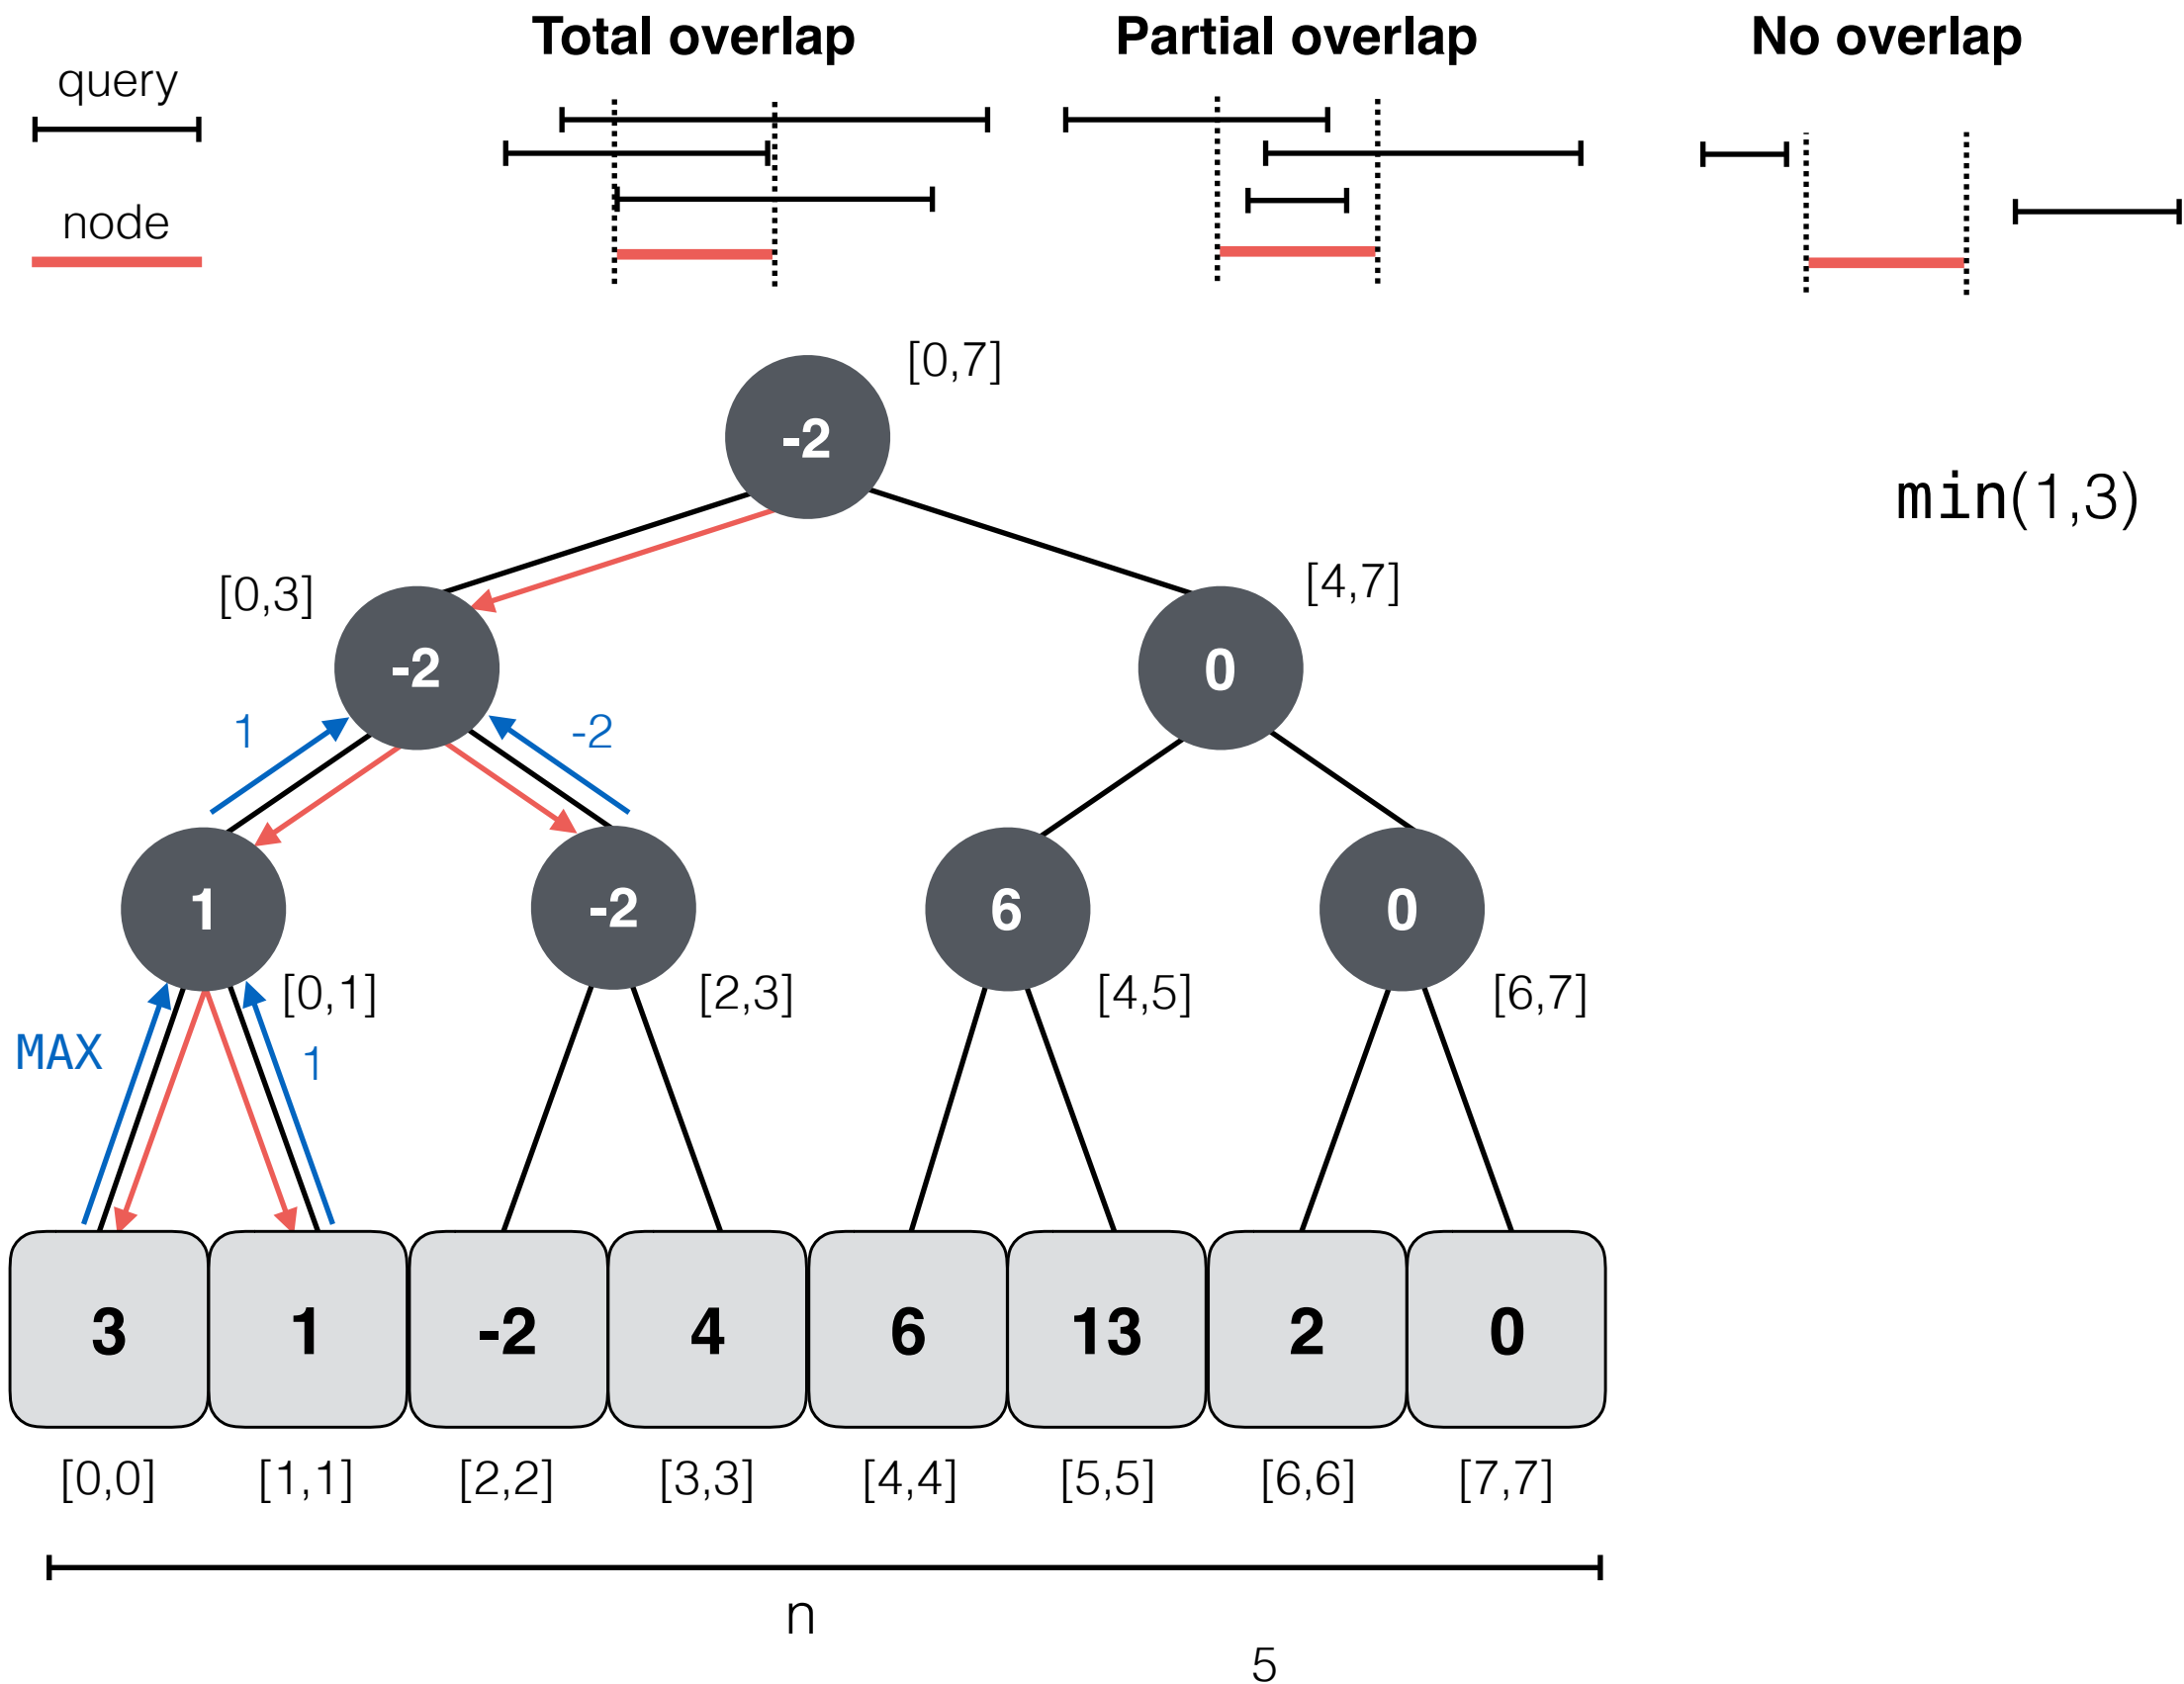 Total overlap
Partial overlap
No overlap
query
node
[0,7]
-2
min(1,3)
[0,3]
[4,7]
-2
0
1
-2
1
-2
6
0
[0,1]
[2,3]
[4,5]
[6,7]
MAX
1
3 1 -2 4 6 13 2 0
[0,0] [1,1] [2,2] [3,3] [4,4] [5,5] [6,6] [7,7]
n
5